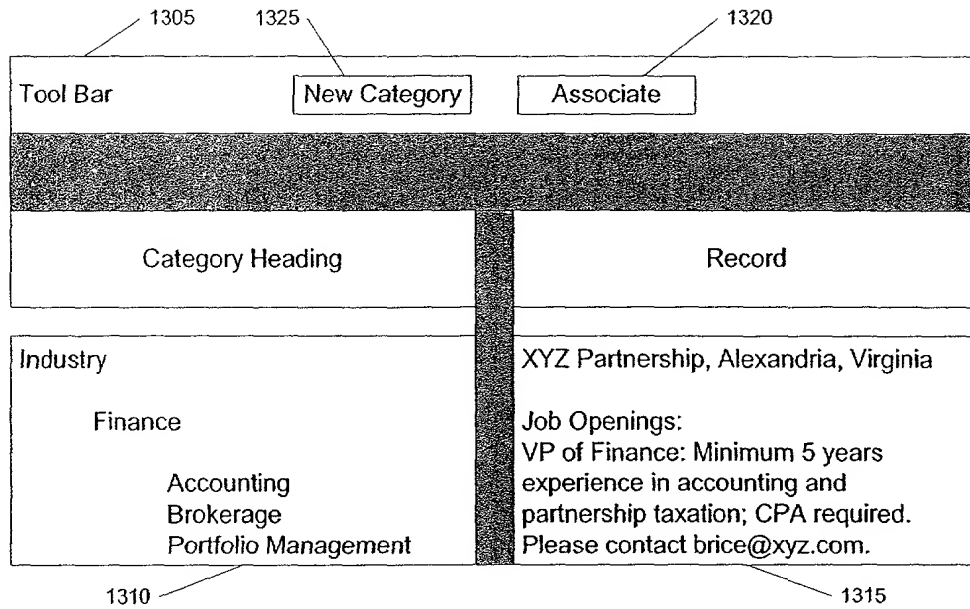 1325
1320
1305
Tool Bar
New Category
Associate
Category Heading
Record
Industry
Finance
Accounting
Brokerage
Portfolio Management
XYZ Partnership, Alexandria, Virginia
Job Openings:
VP of Finance: Minimum 5 years
experience in accounting and
partnership taxation; CPA required.
Please contact brice@xyz.com.
1310
1315